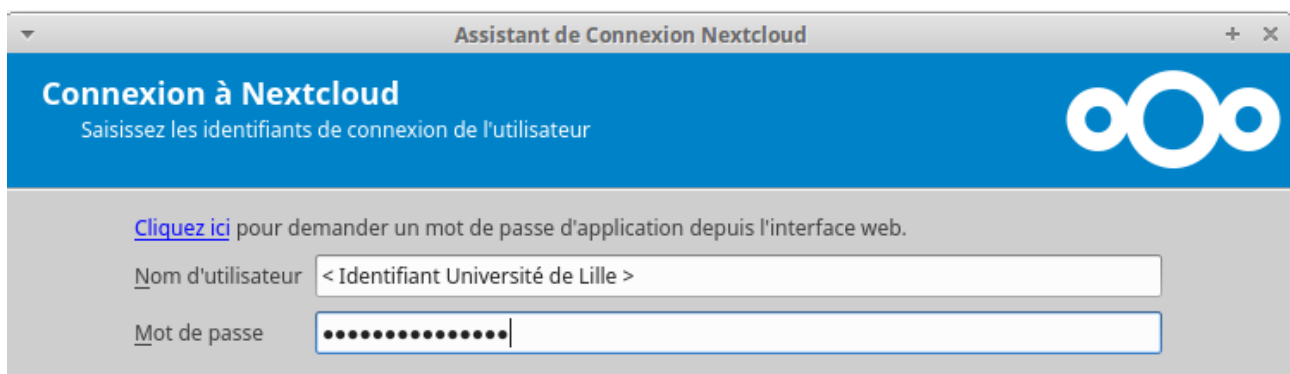 Assistant de Connexion Nextcloud
Connexion à Nextcloud
Saisissez les identifiants de connexion de l'utilisateur
Cliquez ici pour demander un mot de passe d'application depuis l'interface web.
Nom d'utilisateur < Identifiant Université de Lille >
Mot de passe •••••••••••••••